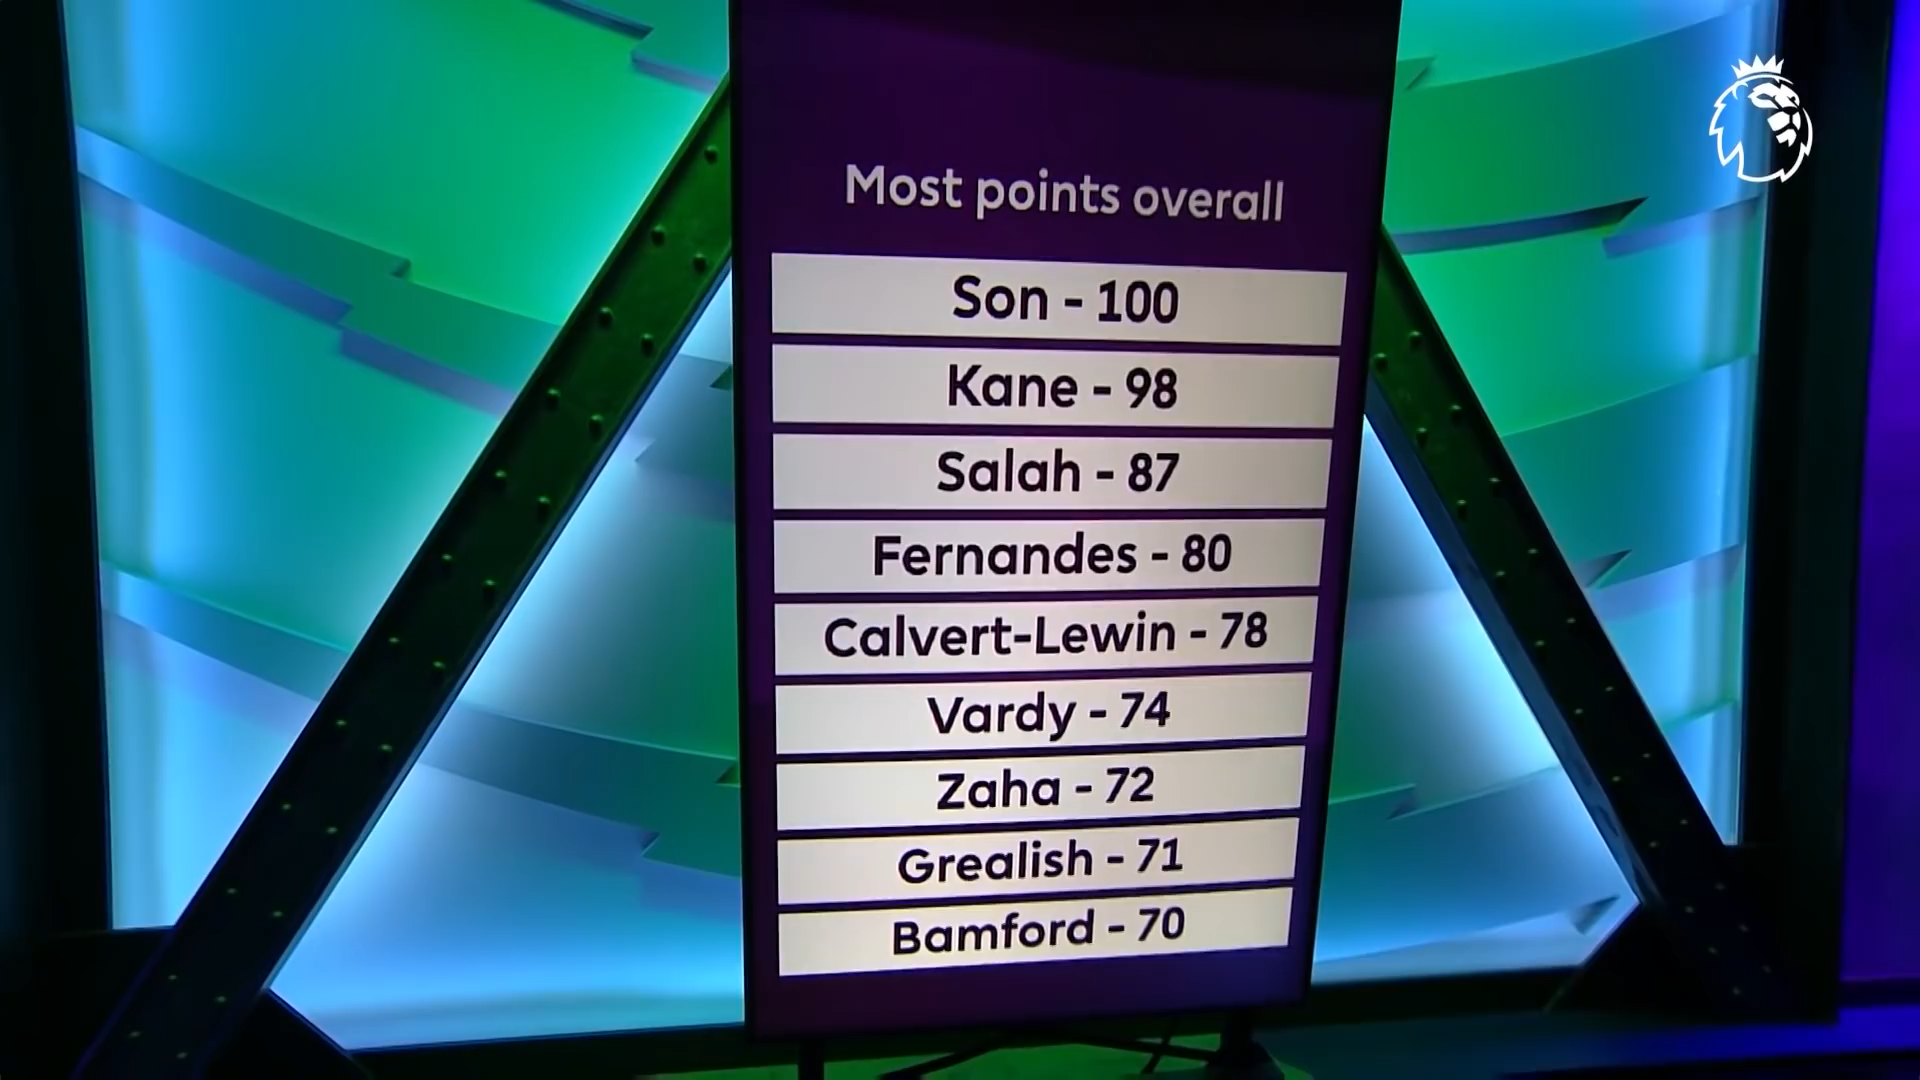 Most points overall
Son - 100
Kane - 98
Salah - 87
Fernandes - 80
Calvert-Lewin - 78
Vardy - 74
Zaha - 72
Grealish - 71
Bamford - 70